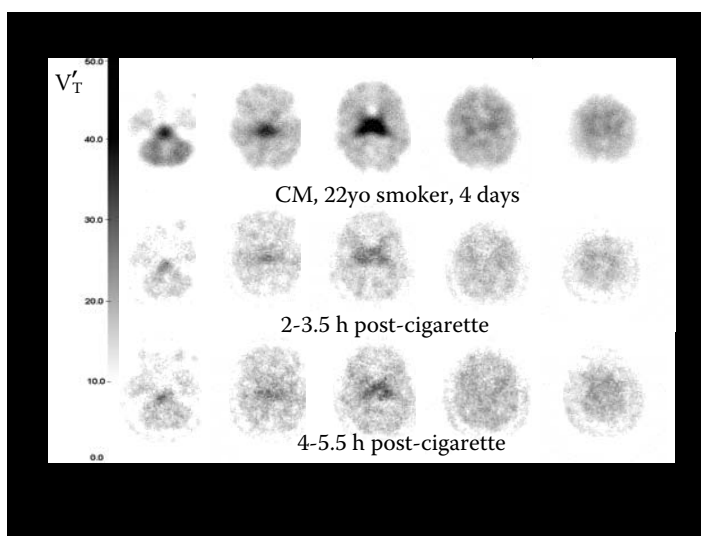 50.0
V′T
40.0
CM, 22yo smoker, 4 days
30.0
2-3.5 h post-cigarette
20.0
10.0
4-5.5 h post-cigarette
0.0